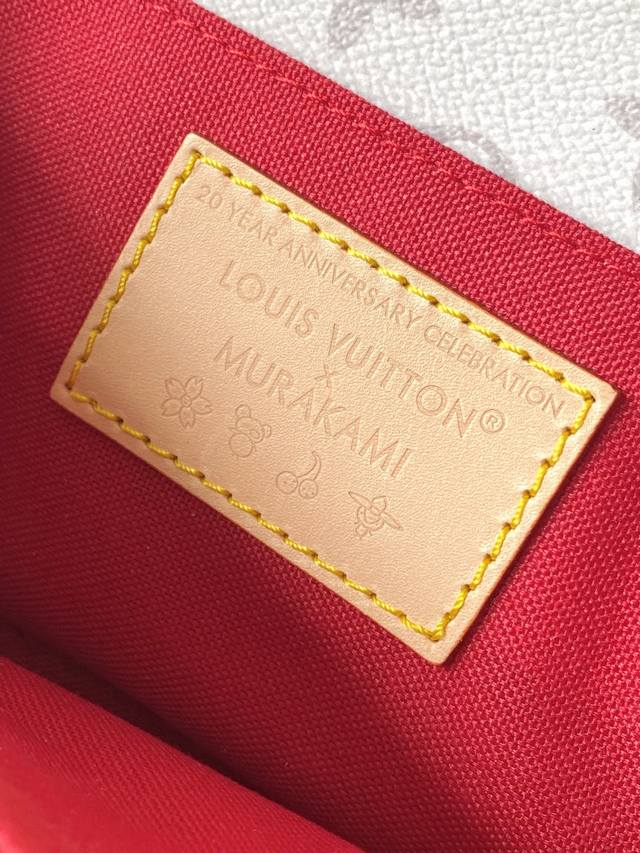 20 YEAR ANNIVERSARY CELEBRATION
LOUIS VUITTON®
×
MURAKAMI